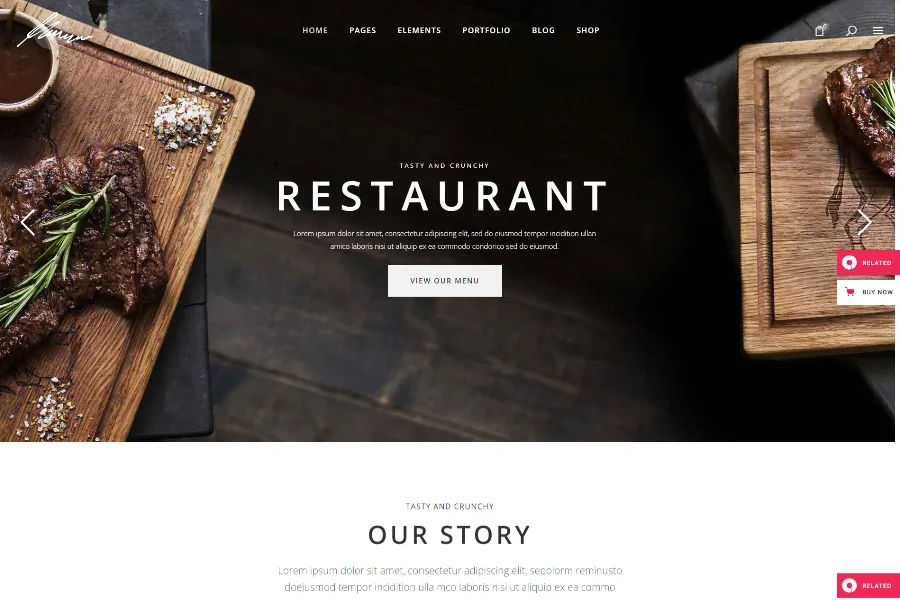 HOME PAGES ELEMENTS PORTFOLIO BLOG SHOP
TASTY AND CRUNCHY
RESTAURANT
Lorem ipsum dolor sit amet, consectetur adipiscing elit, sed do eiusmod tempor incidition ullan
amico laboris nisi ut aliquip ex ea commodo condorico sed do eiusmod.
VIEW OUR MENU
RELATED
BUY NOW
TASTY AND CRUNCHY
OUR STORY
Lorem ipsum dolor sit amet, consectetur adipiscing elit, seoolorm reminusto
doeiusmod tempor incidition ulla mco laboris nisi ut aliquip ex ea commo
RELATED